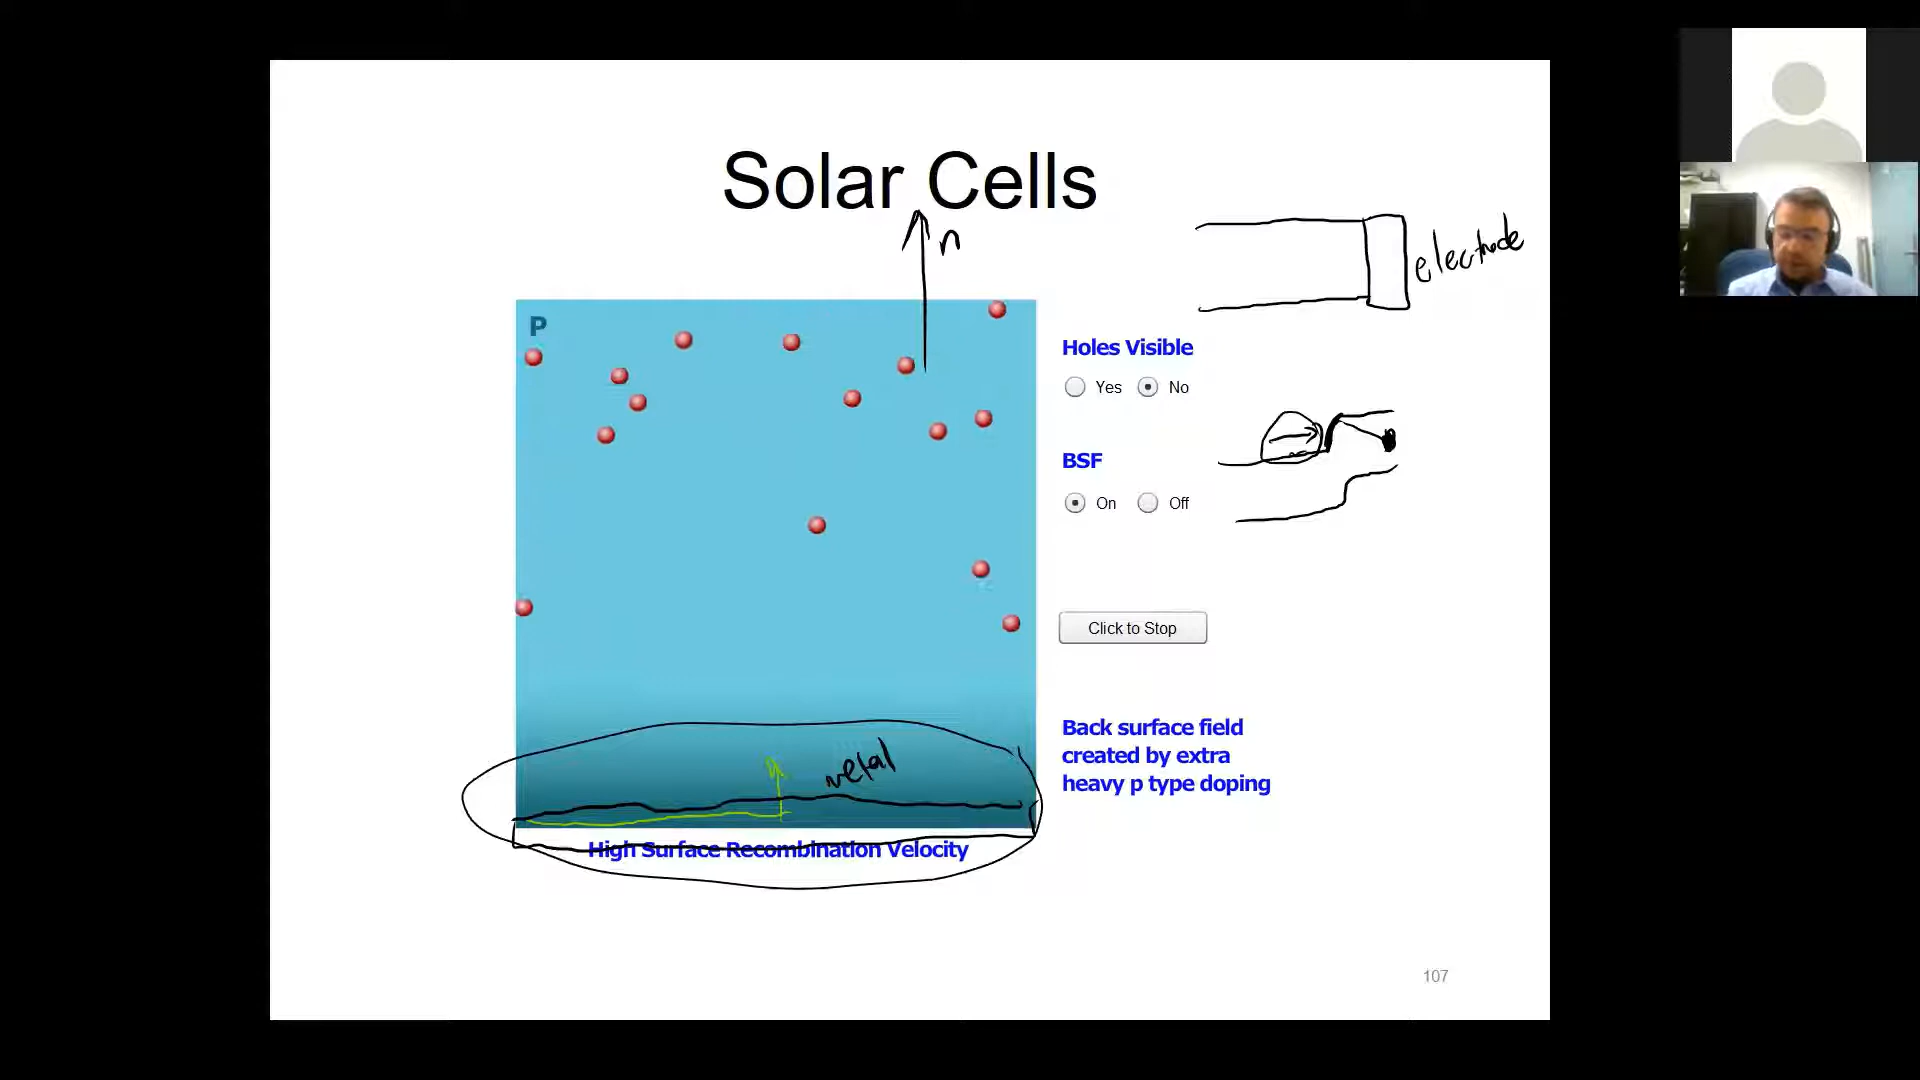 Solar Cells
n
electrode
P
Holes Visible
Yes No
BSF
On Off
Click to Stop
Back surface field
created by extra
heavy p type doping
metal
High Surface Recombination Velocity
107